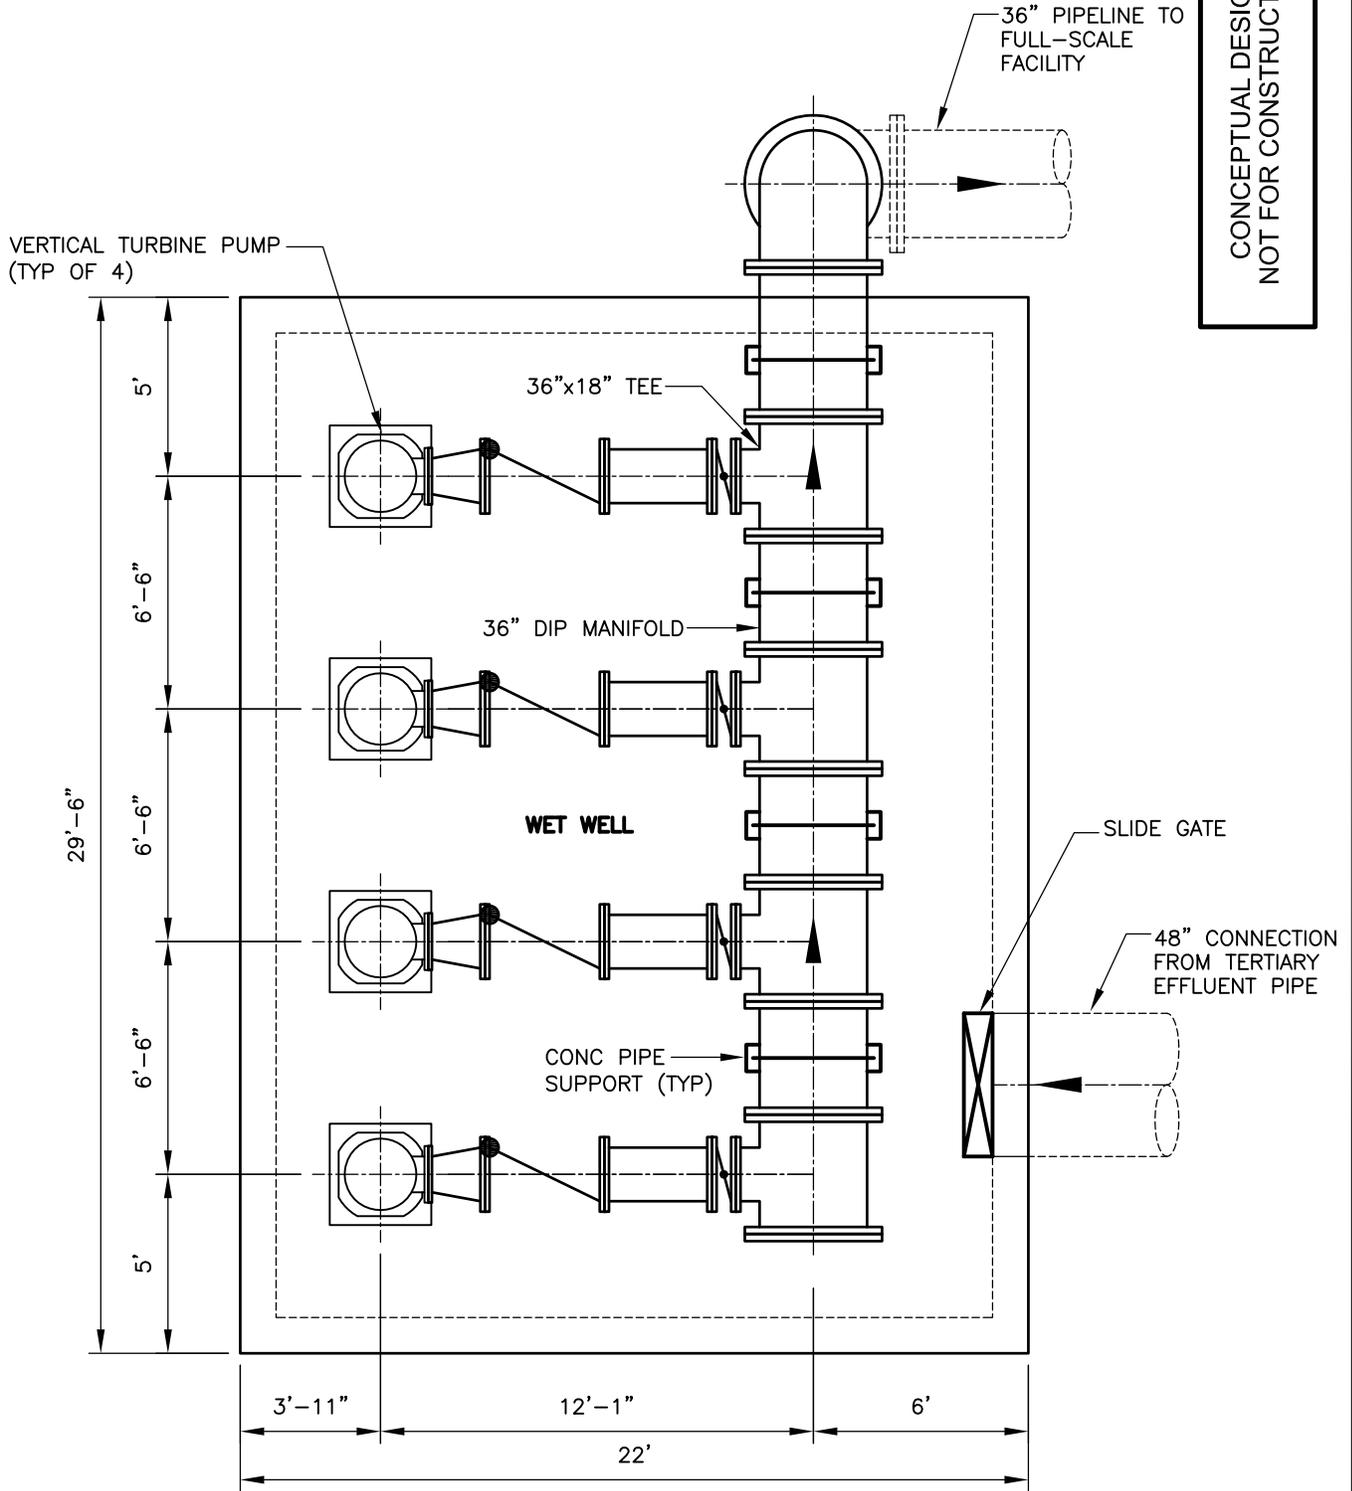 36” PIPELINE TO
FULL–SCALE
FACILITY
CONCEPTUAL
NOT FOR
VERTICAL TURBINE PUMP
(TYP OF 4)
5’
36”x18” TEE
6’–6”
36” DIP MANIFOLD
29’–6”
6’–6”
WET WELL
SLIDE GATE
48” CONNECTION
FROM TERTIARY
EFFLUENT PIPE
6’–6”
CONC PIPE
SUPPORT (TYP)
5’
3’–11”
12’–1”
6’
22’